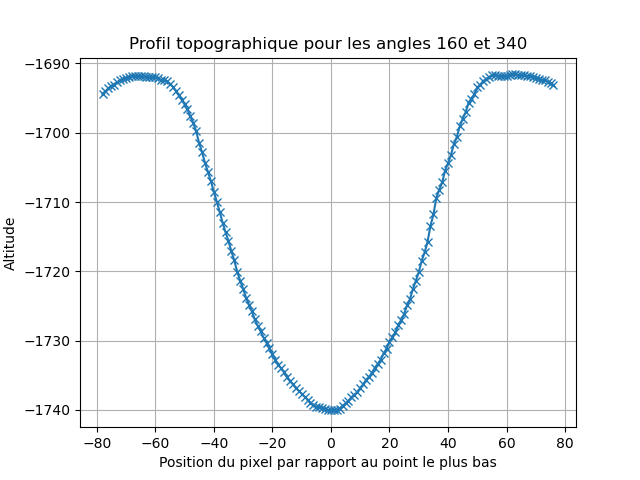 Profil topographique pour les angles 160 et 340
Altitude
−1690
−1700
−1710
−1720
−1730
−1740
−80 −60 −40 −20 0 20 40 60 80
Position du pixel par rapport au point le plus bas